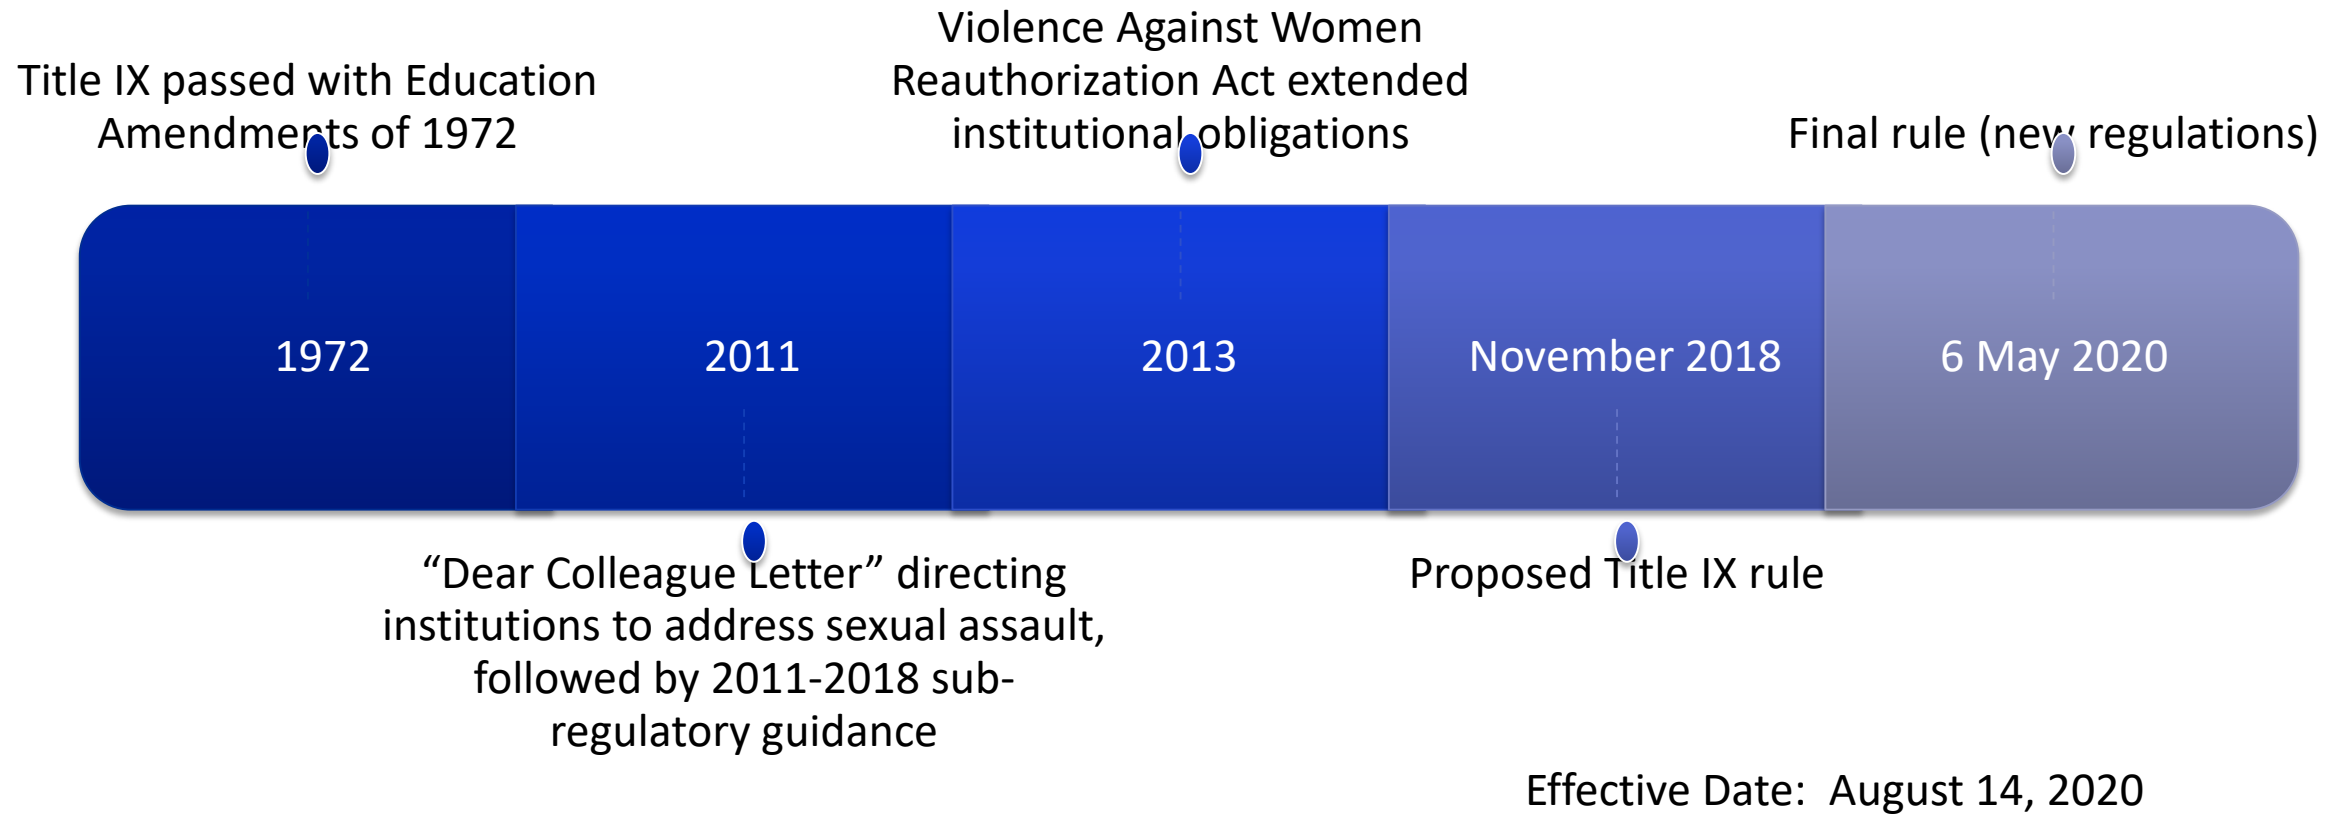 Title IX passed with Education
Amendments of 1972
Violence Against Women
Reauthorization Act extended
institutional obligations
Final rule (new regulations)
1972
2011
2013
November 2018
6 May 2020
“Dear Colleague Letter” directing
institutions to address sexual assault,
followed by 2011-2018 sub-
regulatory guidance
Proposed Title IX rule
Effective Date:  August 14, 2020